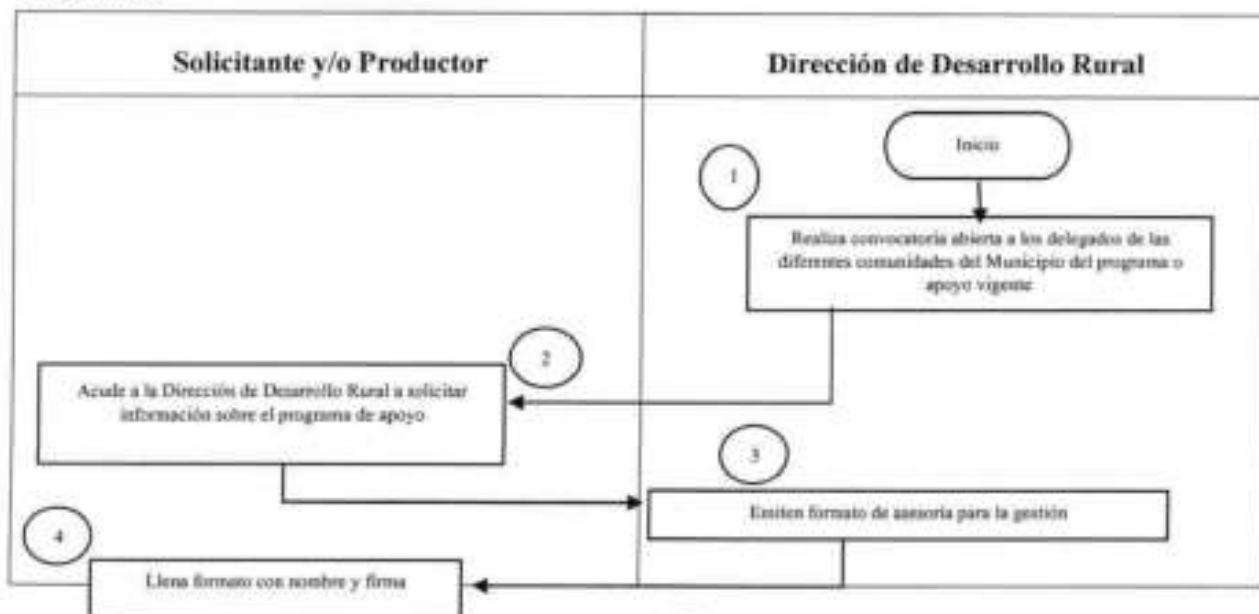 Solicitante y/o Productor
Dirección de Desarrollo Rural
Inicio
1
Realiza convocatoria abierta a los delegados de las
diferentes comunidades del Municipio del programa o
apoyo vigente
2
Acude a la Dirección de Desarrollo Rural a solicitar
información sobre el programa de apoyo
3
Emiten formato de asesoría para la gestión
4
Llena formato con nombre y firma